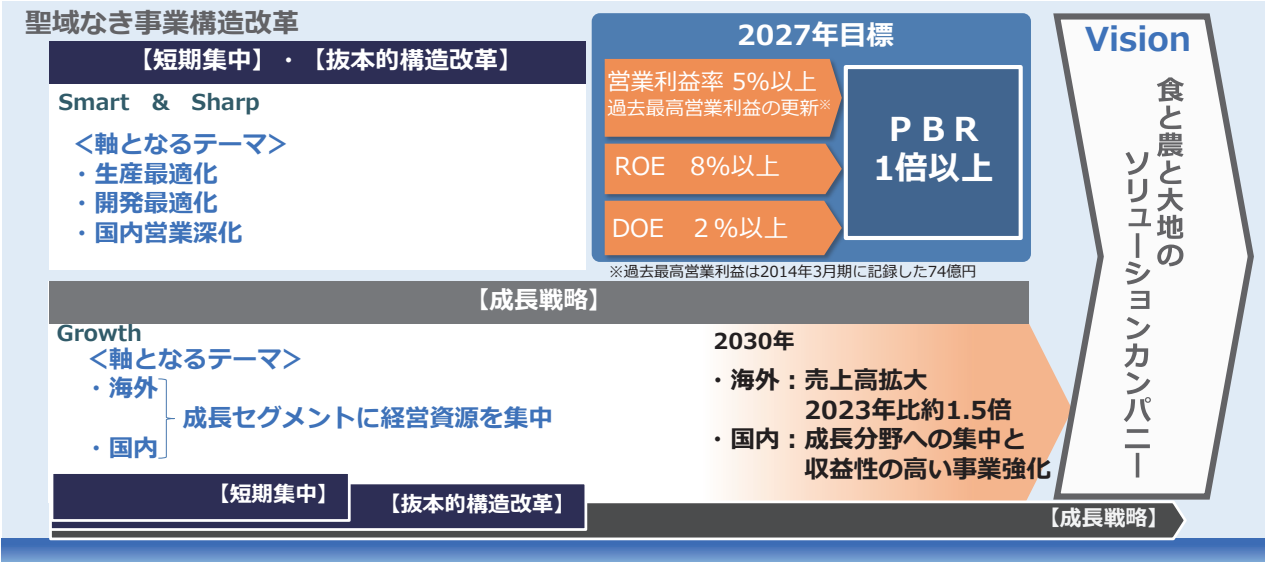 聖域なき事業構造改革
【短期集中】・【抜本的構造改革】
Smart & Sharp
＜軸となるテーマ＞
・生産最適化
・開発最適化
・国内営業深化
2027年目標
営業利益率 5%以上
過去最高営業利益の更新※
ROE 8%以上
DOE ２%以上
ＰＢＲ
1倍以上
※過去最高営業利益は2014年3月期に記録した74億円
Vision
食と農と大地の
ソリューションカンパニー
【成長戦略】
Growth
＜軸となるテーマ＞
・海外
成長セグメントに経営資源を集中
・国内
2030年
・海外：売上高拡大
2023年比約1.5倍
・国内：成長分野への集中と
収益性の高い事業強化
【短期集中】
【抜本的構造改革】
【成長戦略】